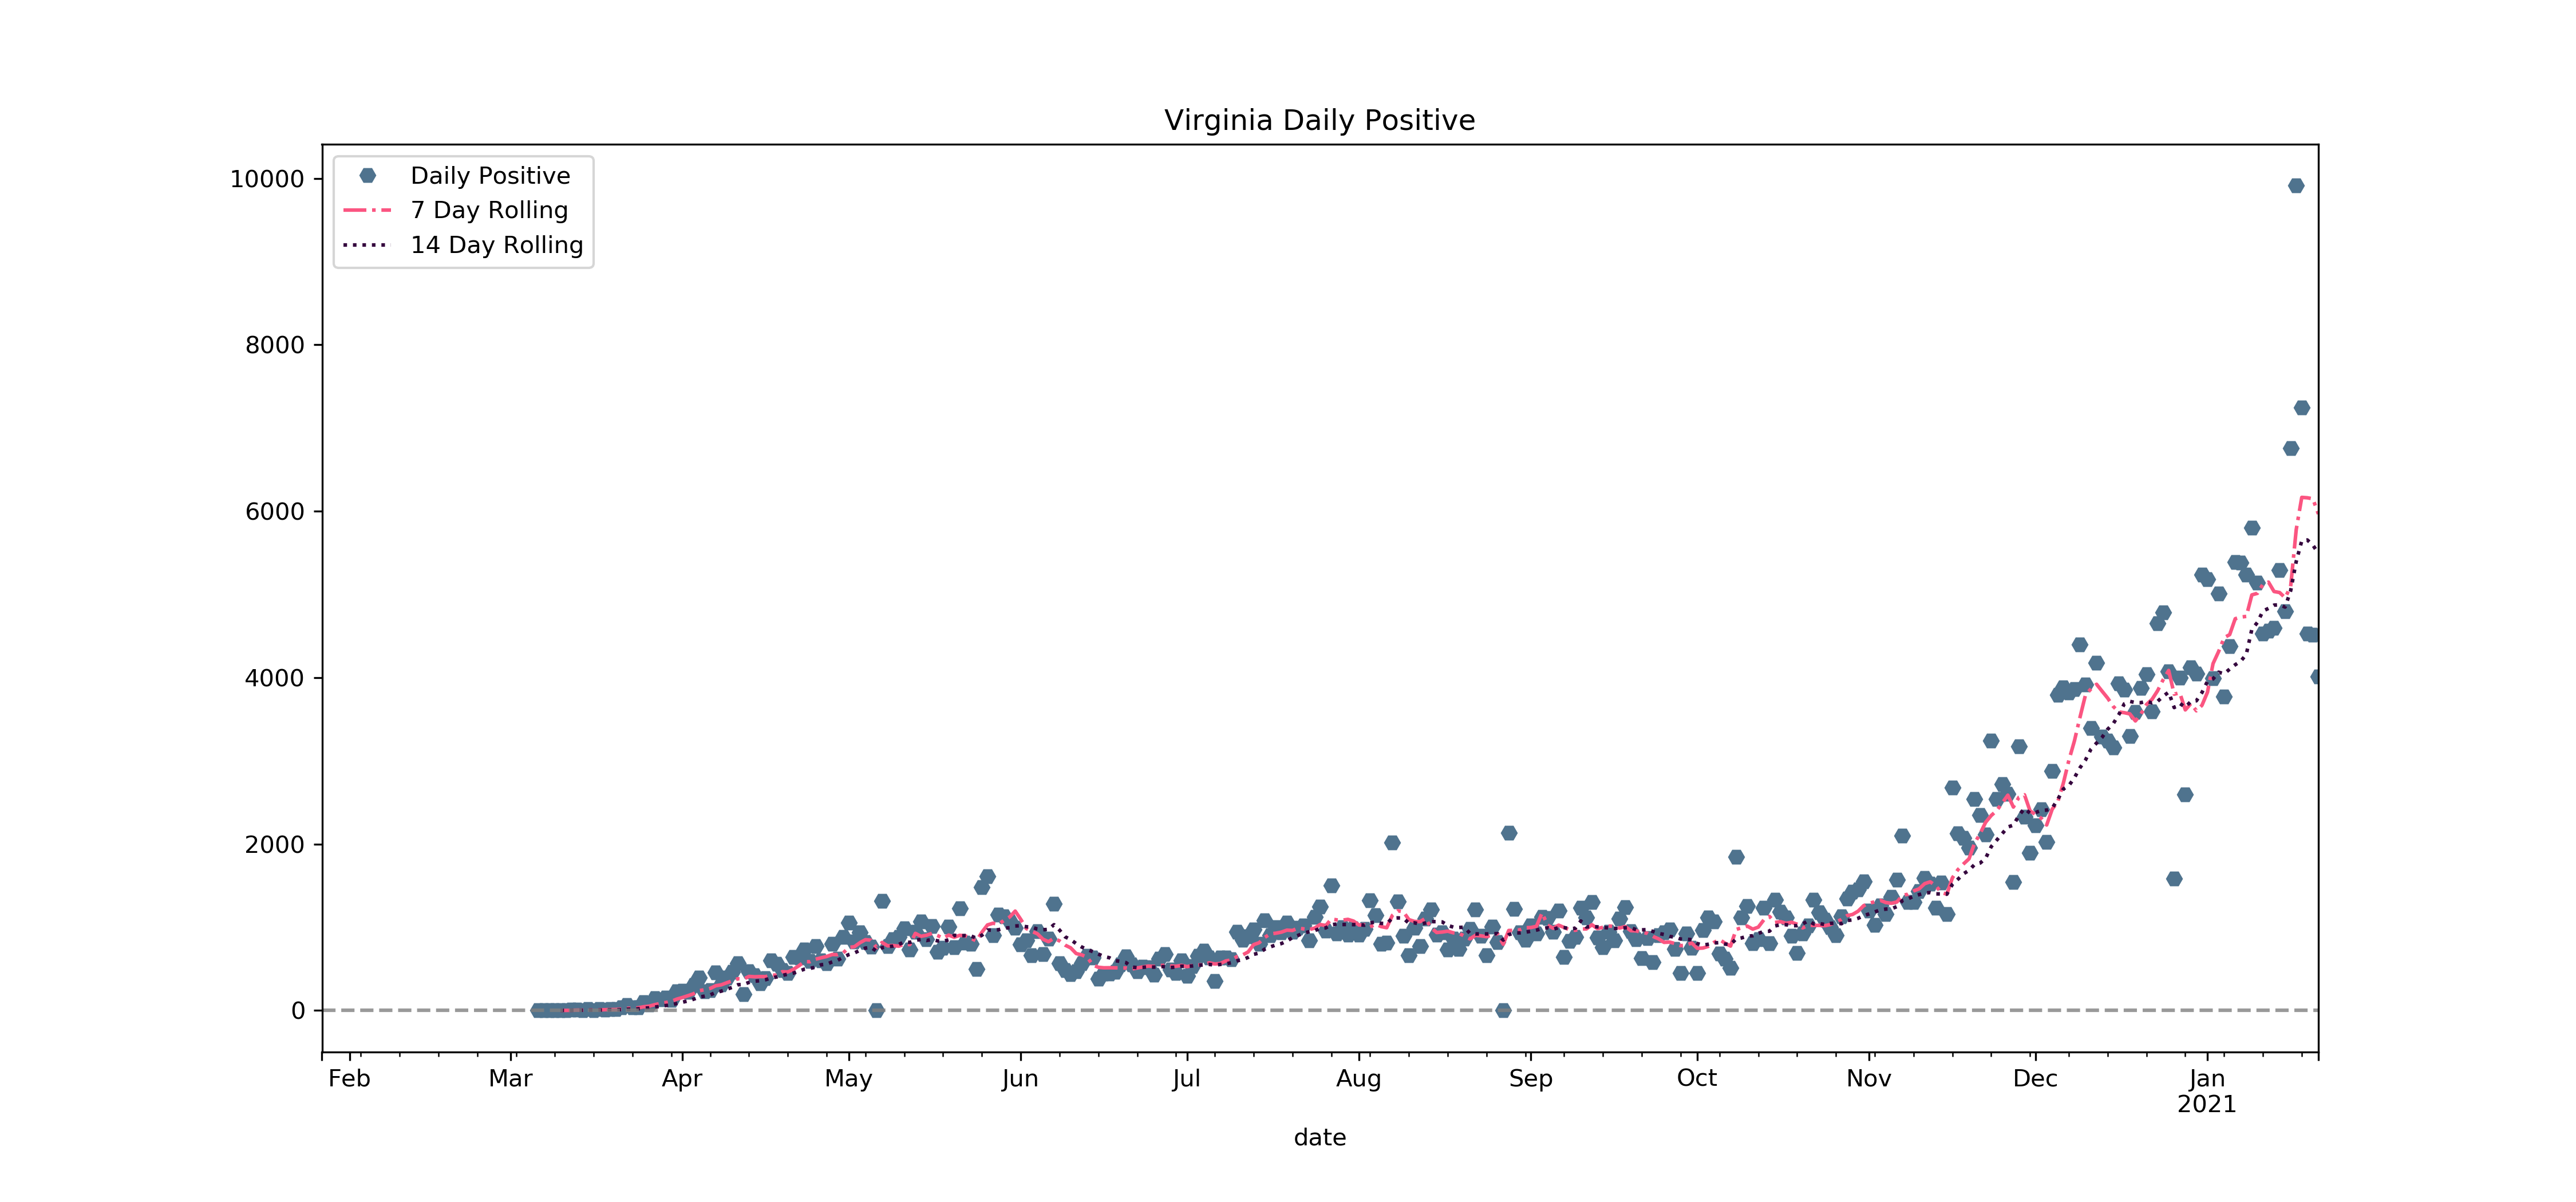 Virginia Daily Positive
Daily Positive
7 Day Rolling
14 Day Rolling
10000
8000
6000
4000
2000
0
Feb Mar Apr May Jun Jul Aug Sep Oct Nov Dec Jan
2021
date